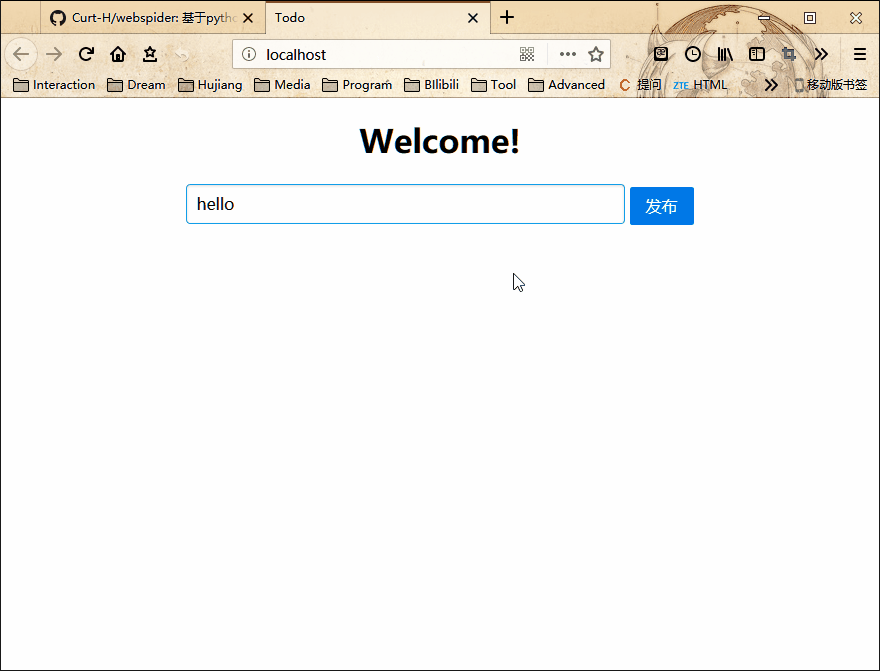 Curt-H/webspider: 基于pytho
Todo
localhost
Interaction Dream Hujiang Media Program BIlibili Tool Advanced C 提问 ZTE HTML 移动版书签
Welcome!
hello 发布